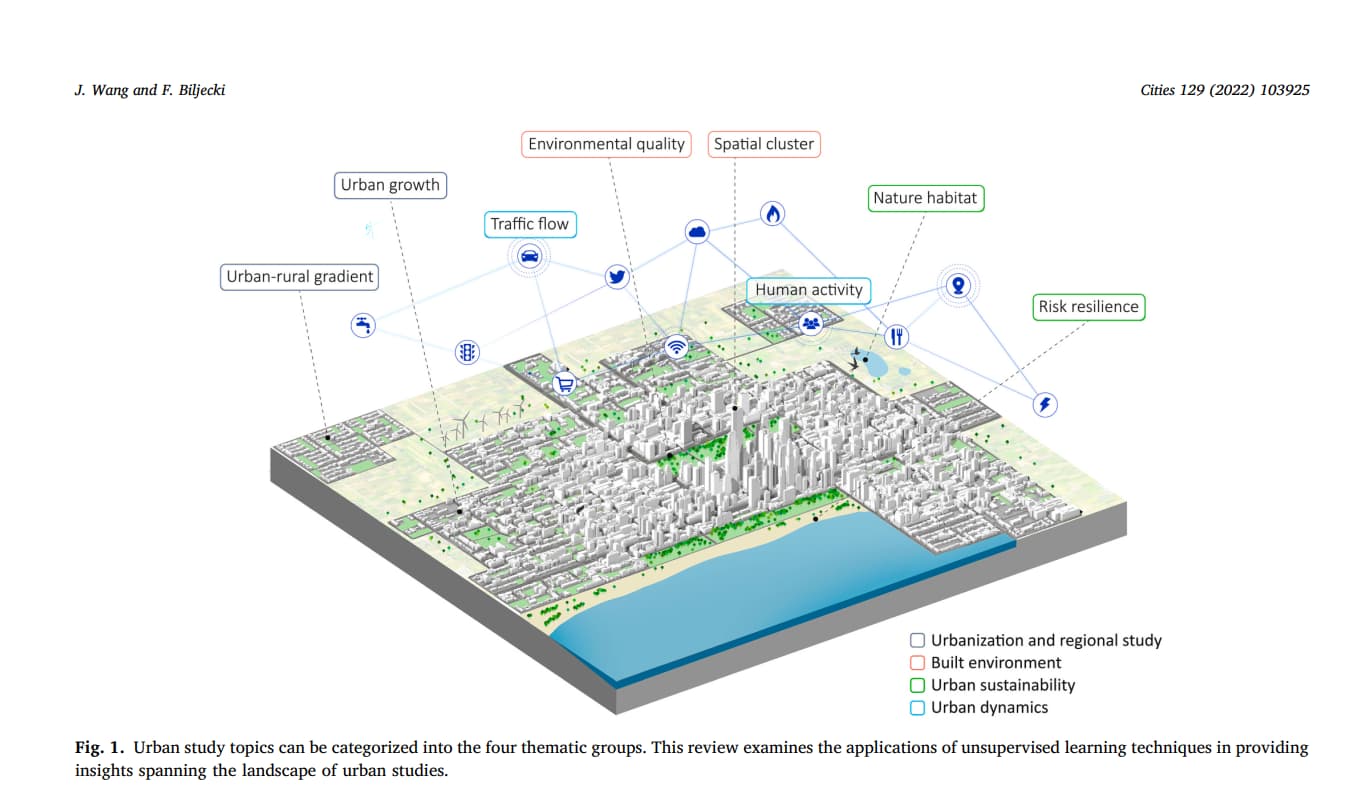 J. Wang and F. Biljecki
Cities 129 (2022) 103925
Environmental quality
Spatial cluster
Urban growth
Nature habitat
Traffic flow
Urban-rural gradient
Human activity
Risk resilience
Urbanization and regional study
Built environment
Urban sustainability
Urban dynamics
Fig. 1. Urban study topics can be categorized into the four thematic groups. This review examines the applications of unsupervised learning techniques in providing
insights spanning the landscape of urban studies.